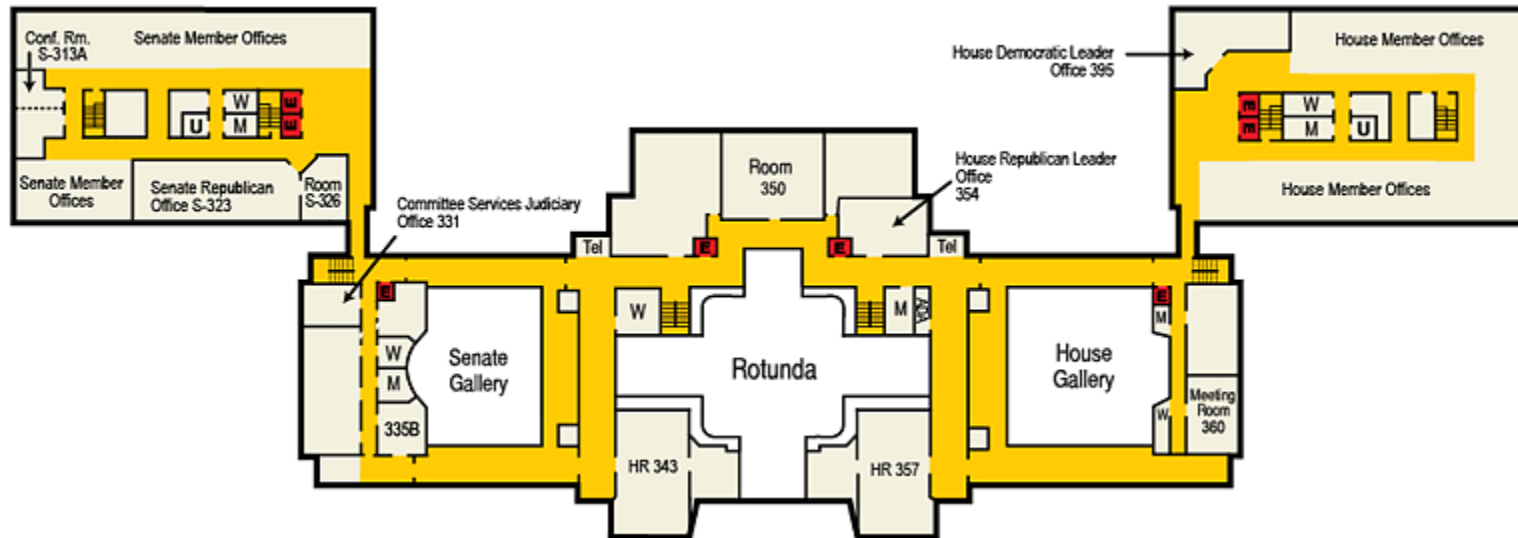 Conf. Rm.
S-313A
Senate Member Offices
W
M
U
E
E
Senate Member
Offices
Senate Republican
Office S-323
Room
S-326
Committee Services Judiciary
Office 331
House Democratic Leader
Office 395
House Member Offices
E
E
W
M
U
House Member Offices
Room
350
House Republican Leader
Office
354
Tel
E
E
Tel
E
W
M
335B
Senate
Gallery
W
Rotunda
M
ADA
House
Gallery
E
M
W
Meeting
Room
360
HR 343
HR 357